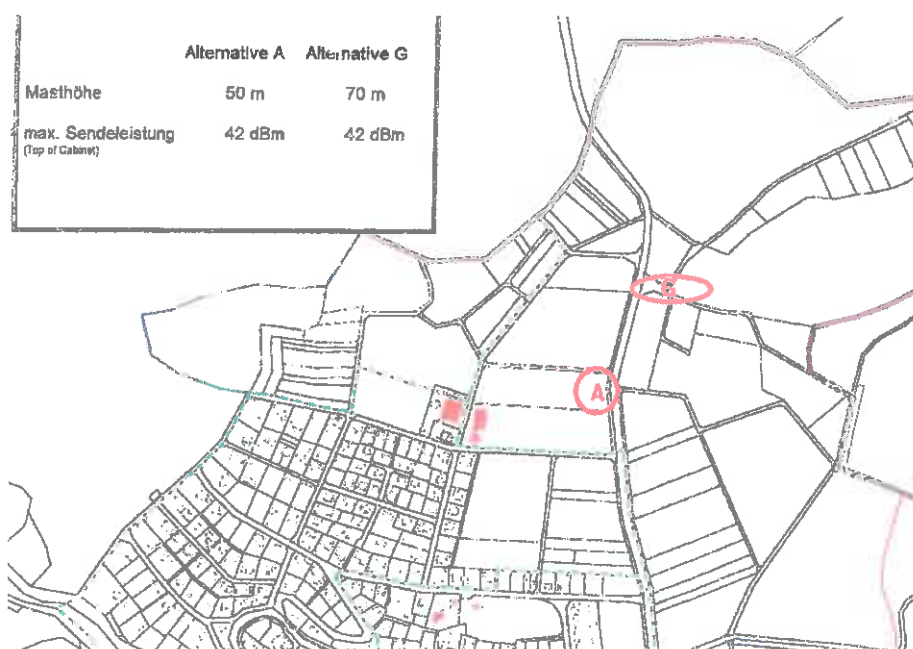 Alternative A Alternative G
Masthöhe 50 m 70 m
max. Sendeleistung 42 dBm 42 dBm
(Top of Cabinet)
G
A